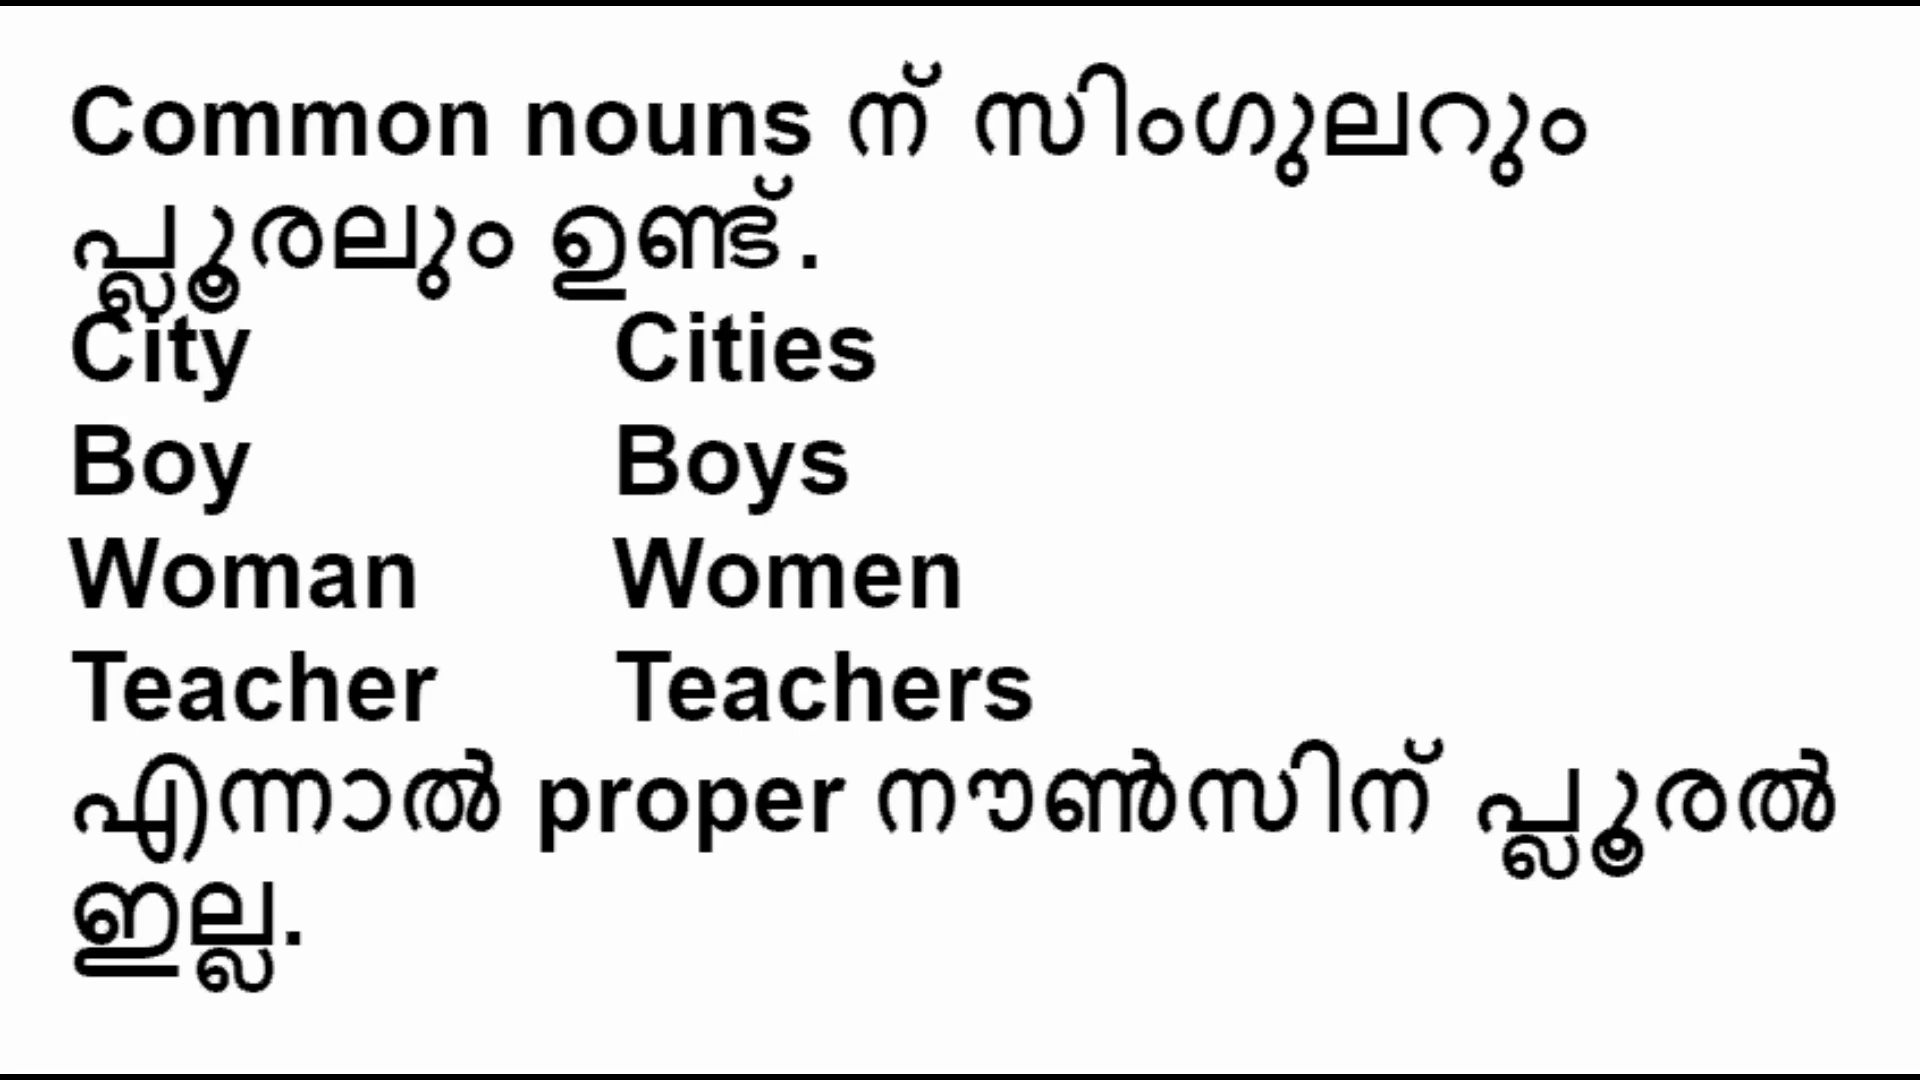 Common nouns ന് സിംഗുലറും
പ്ലൂരലും ഉണ്ട്.
City Cities
Boy Boys
Woman Women
Teacher Teachers
എന്നാൽ proper നൗൺസിന് പ്ലൂരൽ
ഇല്ല.